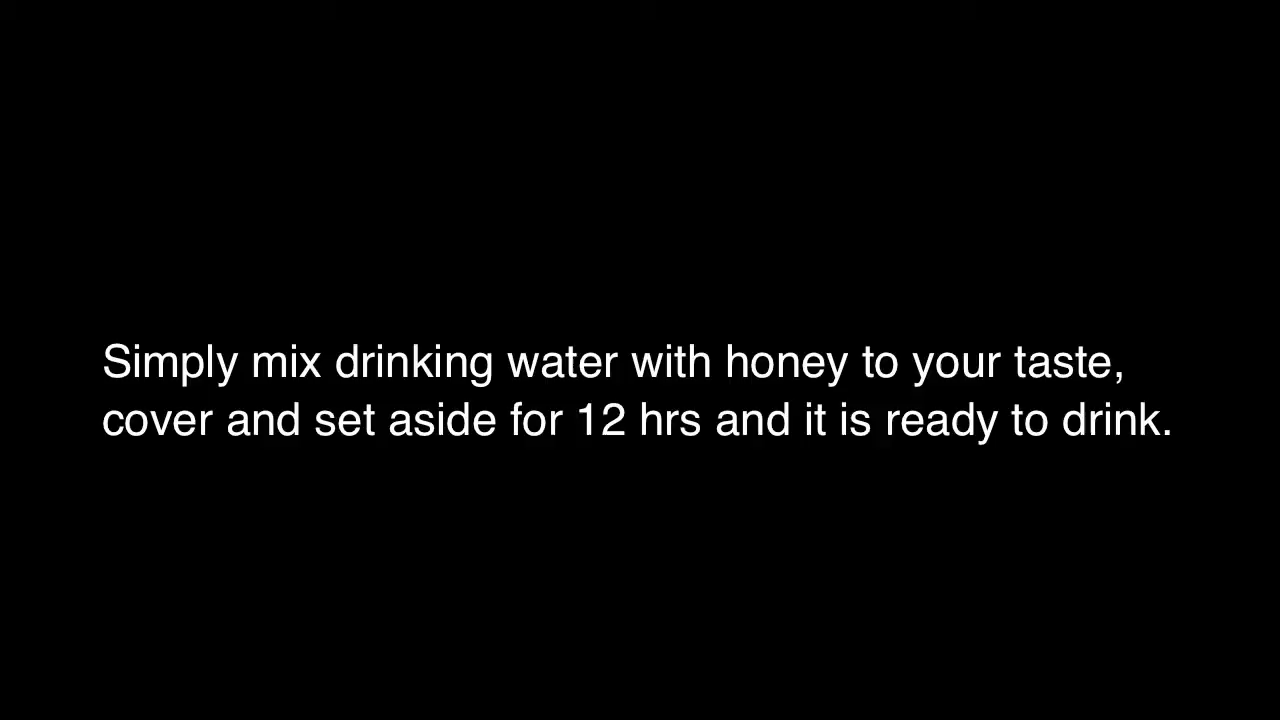 Simply mix drinking water with honey to your taste,
cover and set aside for 12 hrs and it is ready to drink.